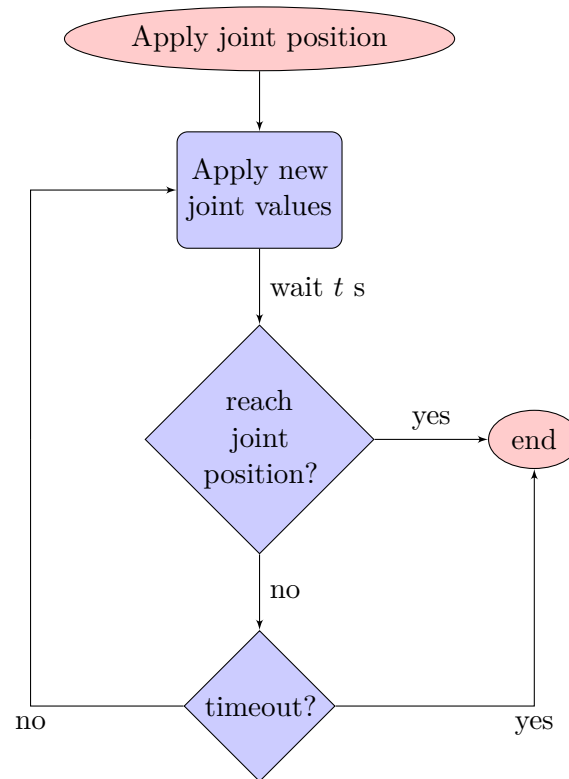 Apply joint position
Apply new
joint values
wait t s
reach
joint
position?
yes
end
no
timeout?
no
yes